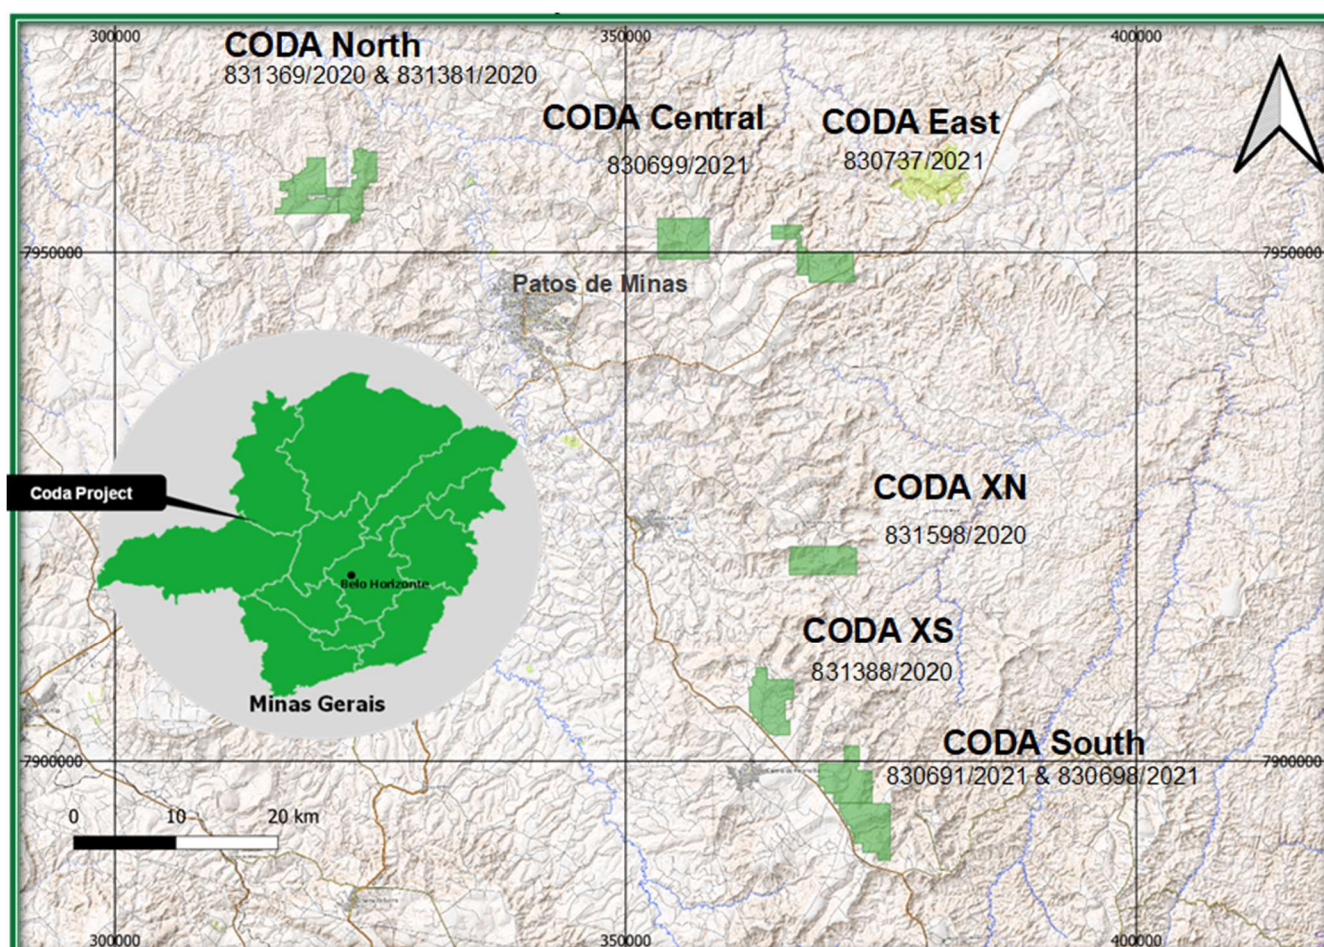 300000
350000
400000
CODA North
831369/2020 & 831381/2020
CODA Central
830699/2021
CODA East
830737/2021
7950000
7950000
Patos de Minas
Coda Project
Belo Horizonte
Minas Gerais
CODA XN
831598/2020
CODA XS
831388/2020
CODA South
830691/2021 & 830698/2021
7900000
7900000
0 10 20 km
300000
350000
400000